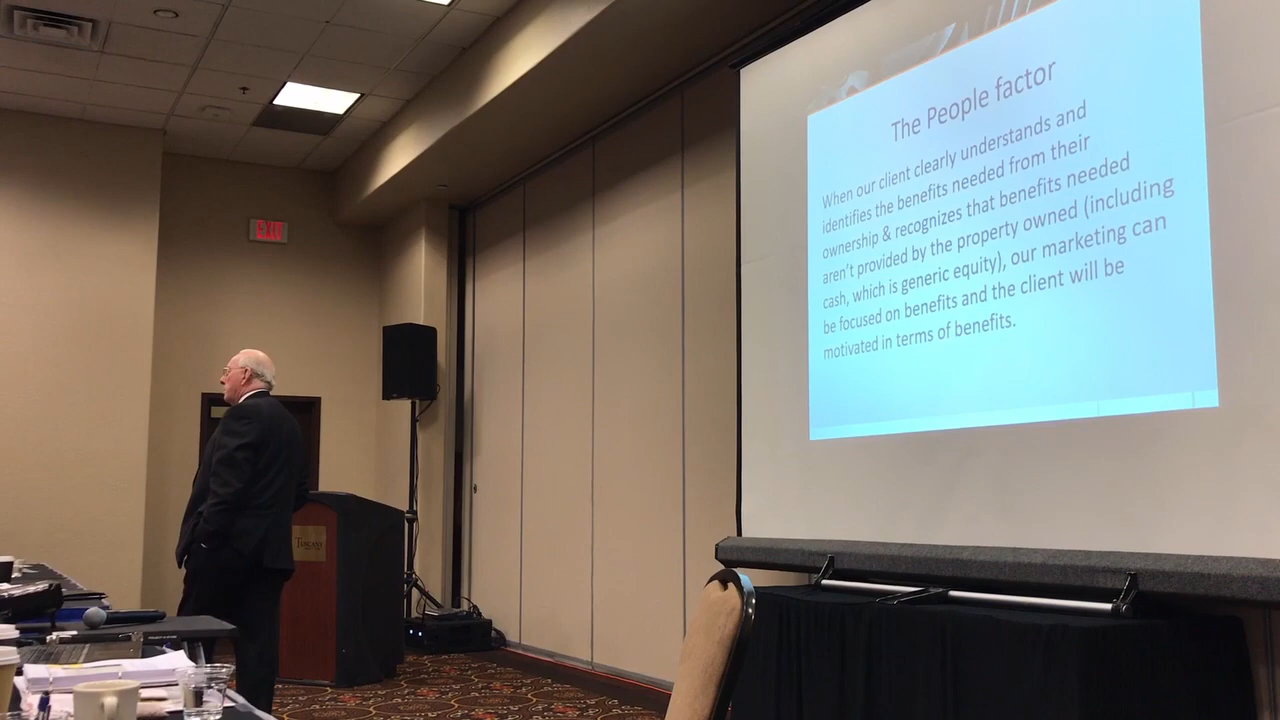 EXIT
The People factor
When our client clearly understands and
identifies the benefits needed from their
ownership & recognizes that benefits needed
aren't provided by the property owned (including
cash, which is generic equity), our marketing can
be focused on benefits and the client will be
motivated in terms of benefits.
TUSCANY